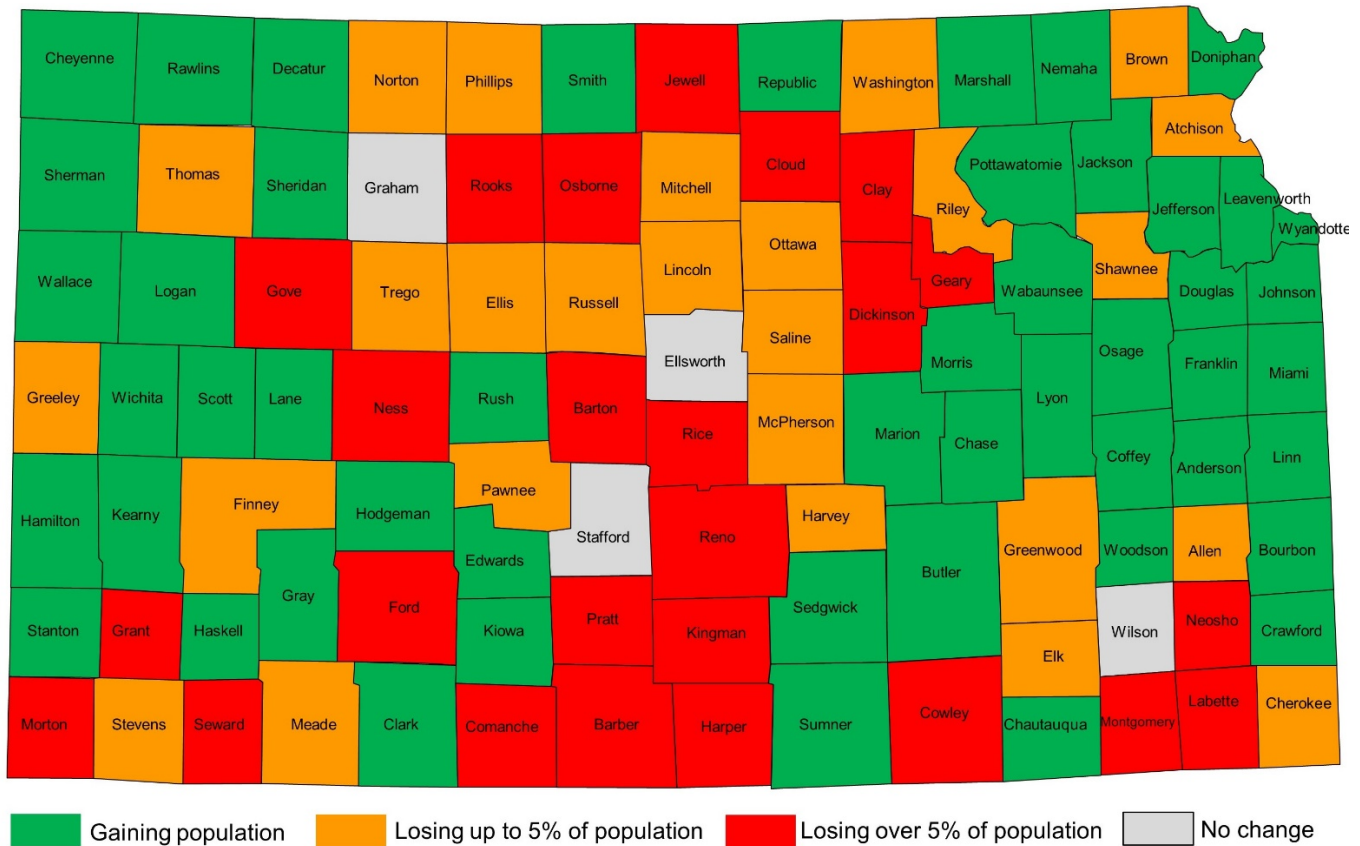 Cheyenne
Rawlins
Decatur
Norton
Phillips
Smith
Jewell
Republic
Washington
Marshall
Nemaha
Brown
Doniphan
Sherman
Thomas
Sheridan
Graham
Rooks
Osborne
Mitchell
Cloud
Clay
Riley
Pottawatomie
Jackson
Atchison
Jefferson
Leavenworth
Wyandotte
Wallace
Logan
Gove
Trego
Ellis
Russell
Lincoln
Ottawa
Saline
Dickinson
Geary
Wabaunsee
Shawnee
Douglas
Johnson
Greeley
Wichita
Scott
Lane
Ness
Rush
Barton
Ellsworth
Rice
McPherson
Marion
Morris
Chase
Lyon
Osage
Franklin
Miami
Coffey
Anderson
Linn
Hamilton
Kearny
Finney
Hodgeman
Pawnee
Edwards
Stafford
Reno
Harvey
Butler
Greenwood
Woodson
Allen
Bourbon
Stanton
Grant
Haskell
Gray
Ford
Kiowa
Pratt
Kingman
Sedgwick
Elk
Wilson
Neosho
Crawford
Morton
Stevens
Seward
Meade
Clark
Comanche
Barber
Harper
Sumner
Cowley
Chautauqua
Montgomery
Labette
Cherokee
Gaining population
Losing up to 5% of population
Losing over 5% of population
No change